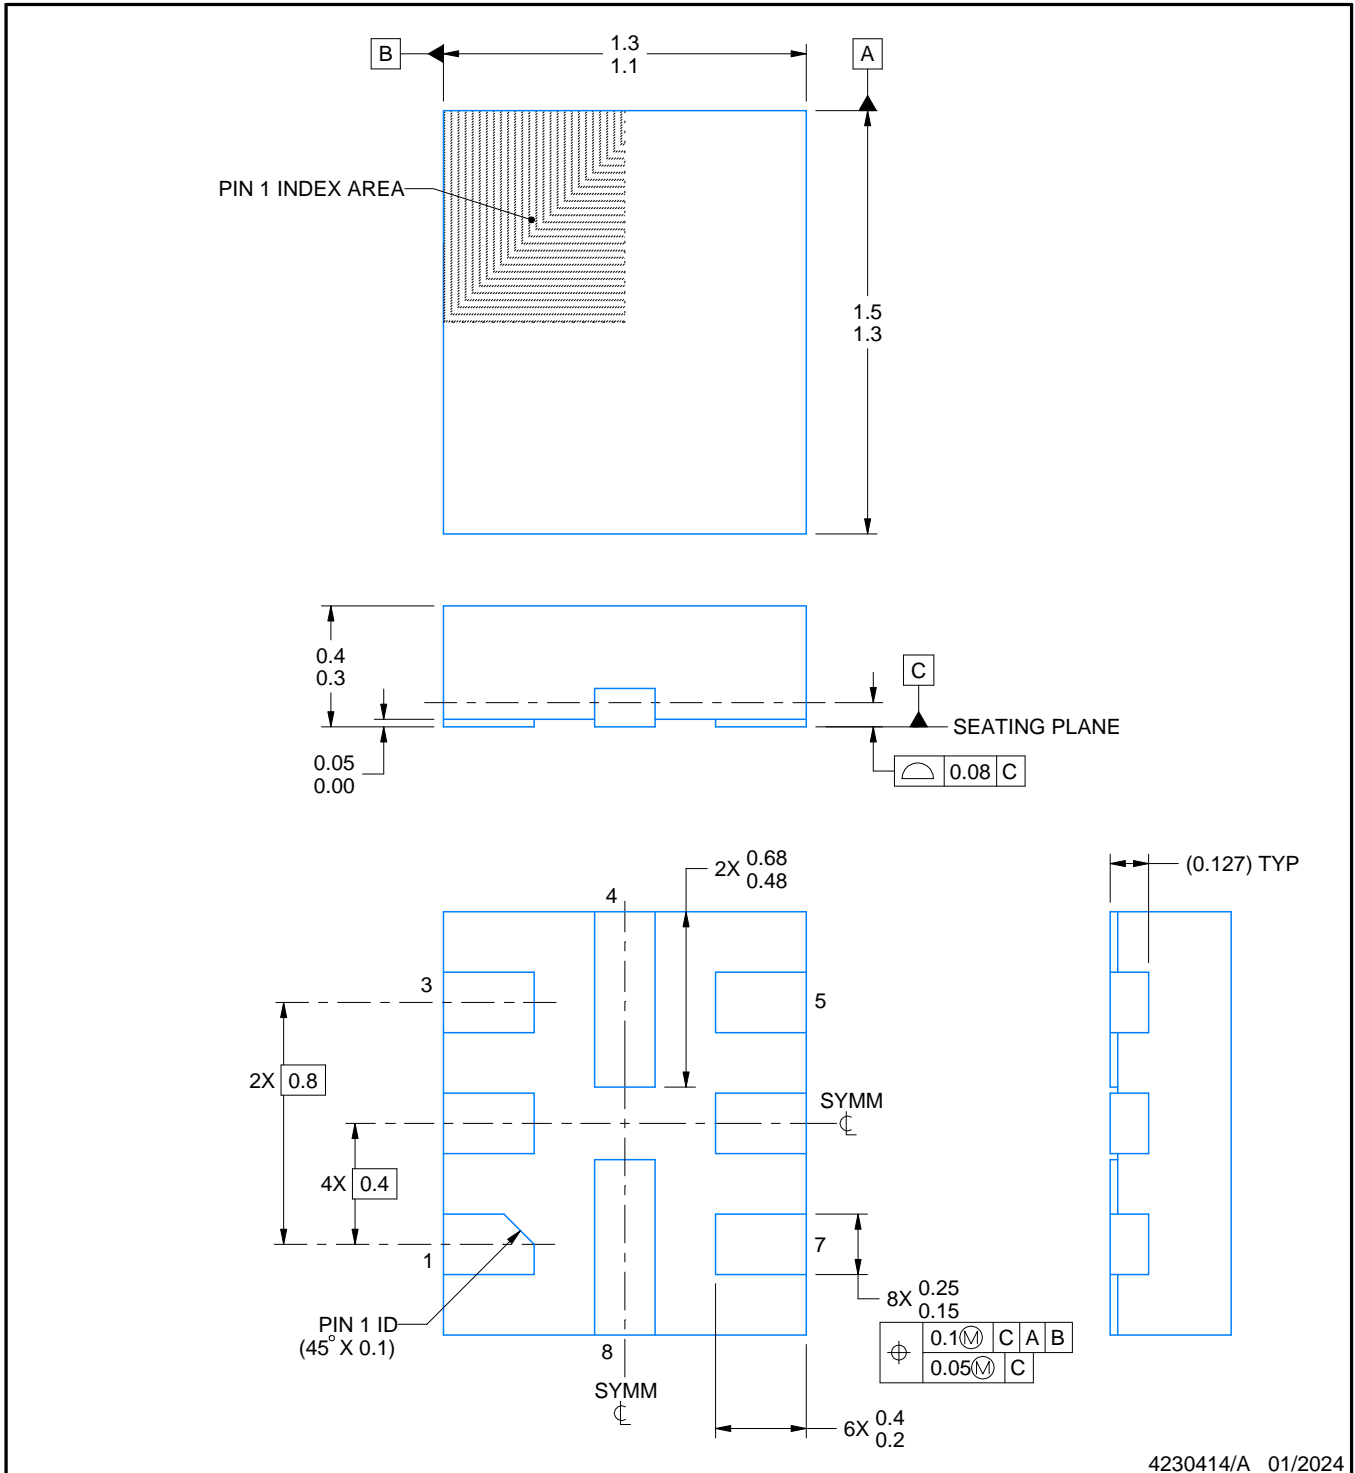 B
1.3
1.1
A
PIN 1 INDEX AREA
1.5
1.3
0.4
0.3
C
SEATING PLANE
0.05
0.00
0.08 C
2X 0.68
0.48
(0.127) TYP
4
3
5
2X 0.8
SYMM
4X 0.4
1
7
8X 0.25
0.15
PIN 1 ID
(45° X 0.1)
0.1Ⓜ C A B
0.05Ⓜ C
8
SYMM
6X 0.4
0.2
4230414/A 01/2024